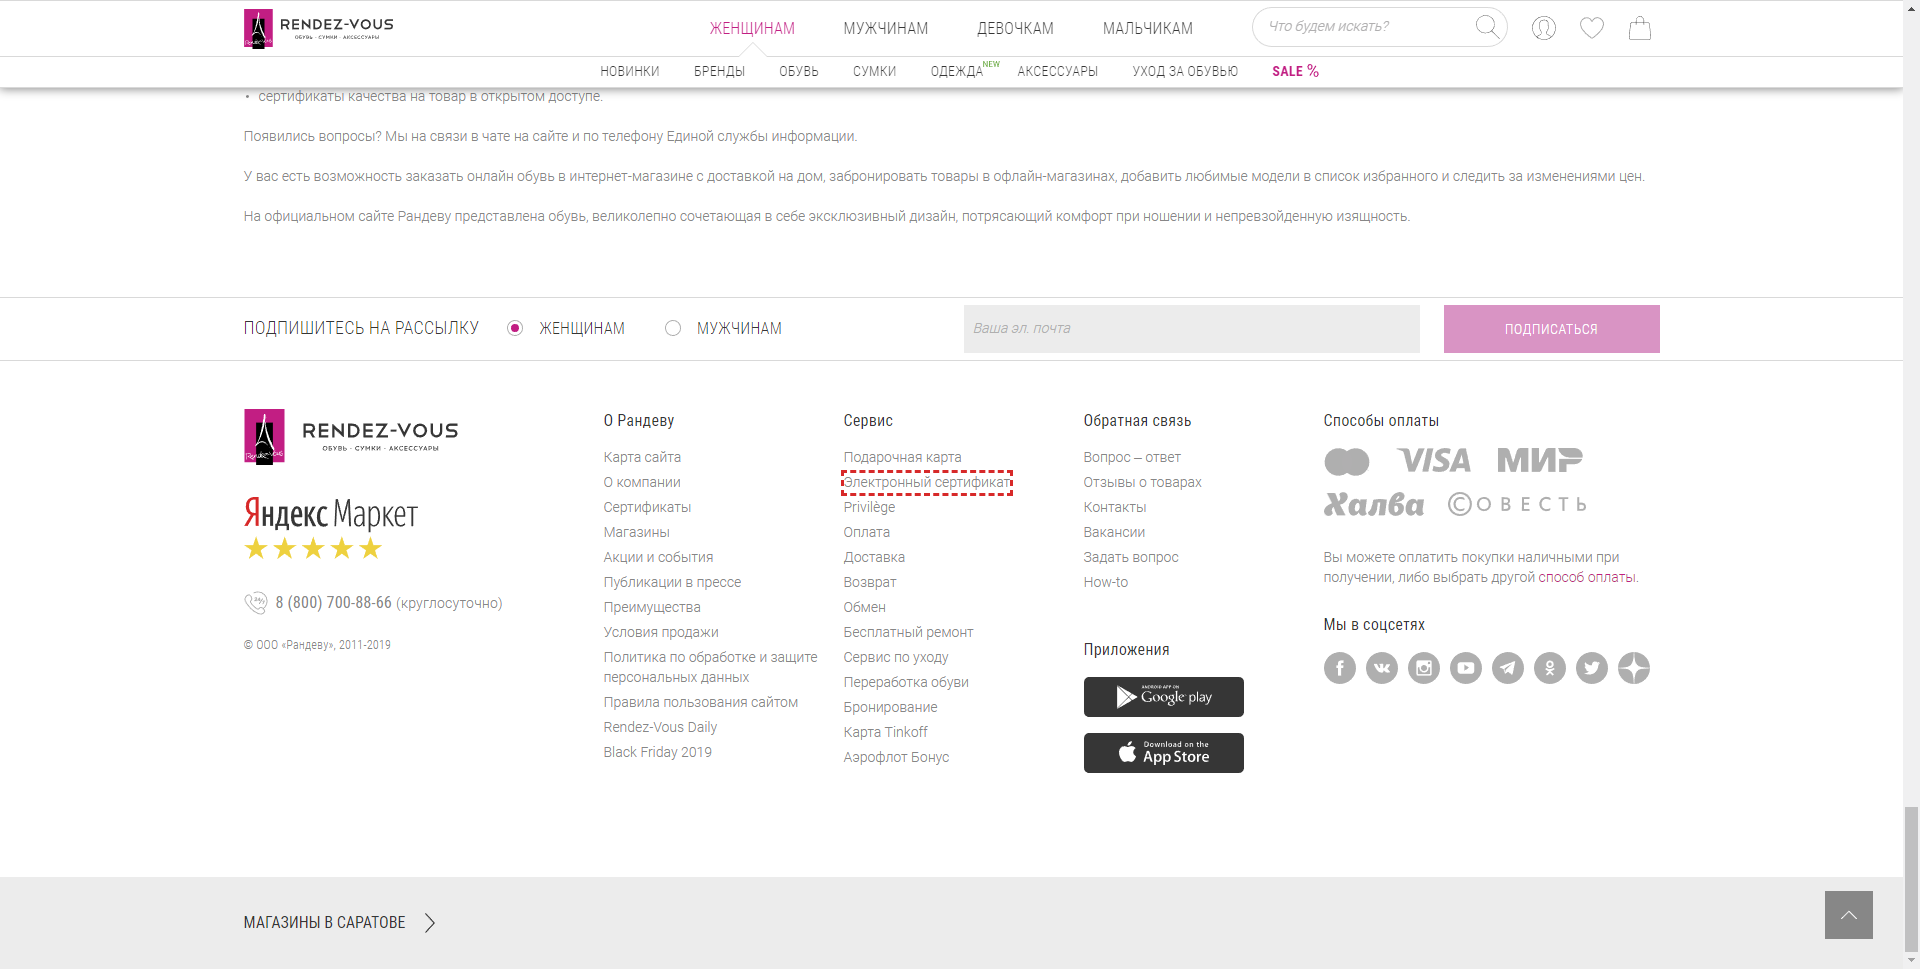 RENDEZ-VOUS
ОБУВЬ · СУМКИ · АКСЕССУАРЫ
ЖЕНЩИНАМ
МУЖЧИНАМ
ДЕВОЧКАМ
МАЛЬЧИКАМ
Что будем искать?
НОВИНКИ
БРЕНДЫ
ОБУВЬ
СУМКИ
ОДЕЖДА NEW
АКСЕССУАРЫ
УХОД ЗА ОБУВЬЮ
SALE %
• сертификаты качества на товар в открытом доступе.
Появились вопросы? Мы на связи в чате на сайте и по телефону Единой службы информации.
У вас есть возможность заказать онлайн обувь в интернет-магазине с доставкой на дом, забронировать товары в офлайн-магазинах, добавить любимые модели в список избранного и следить за изменениями цен.
На официальном сайте Рандеву представлена обувь, великолепно сочетающая в себе эксклюзивный дизайн, потрясающий комфорт при ношении и непревзойденную изящность.
ПОДПИШИТЕСЬ НА РАССЫЛКУ
ЖЕНЩИНАМ
МУЖЧИНАМ
Ваша эл. почта
ПОДПИСАТЬСЯ
RENDEZ-VOUS
ОБУВЬ · СУМКИ · АКСЕССУАРЫ
Яндекс Маркет
24/7
8 (800) 700-88-66 (круглосуточно)
© ООО «Рандеву», 2011-2019
О Рандеву
Карта сайта
О компании
Сертификаты
Магазины
Акции и события
Публикации в прессе
Преимущества
Условия продажи
Политика по обработке и защите
персональных данных
Правила пользования сайтом
Rendez-Vous Daily
Black Friday 2019
Сервис
Подарочная карта
Электронный сертификат
Privilège
Оплата
Доставка
Возврат
Обмен
Бесплатный ремонт
Сервис по уходу
Переработка обуви
Бронирование
Карта Tinkoff
Аэрофлот Бонус
Обратная связь
Вопрос – ответ
Отзывы о товарах
Контакты
Вакансии
Задать вопрос
How-to
Приложения
ANDROID APP ON
Google play
Download on the
App Store
Способы оплаты
VISA
МИР
Халва
СОВЕСТЬ
Вы можете оплатить покупки наличными при
получении, либо выбрать другой способ оплаты.
Мы в соцсетях
МАГАЗИНЫ В САРАТОВЕ